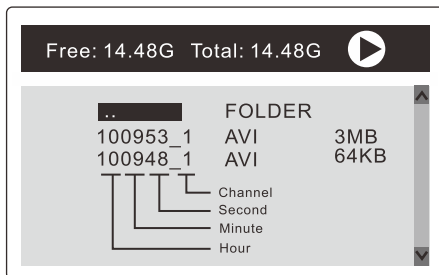 Free: 14.48G Total: 14.48G
.. FOLDER
100953_1 AVI 3MB
100948_1 AVI 64KB
Channel
Second
Minute
Hour